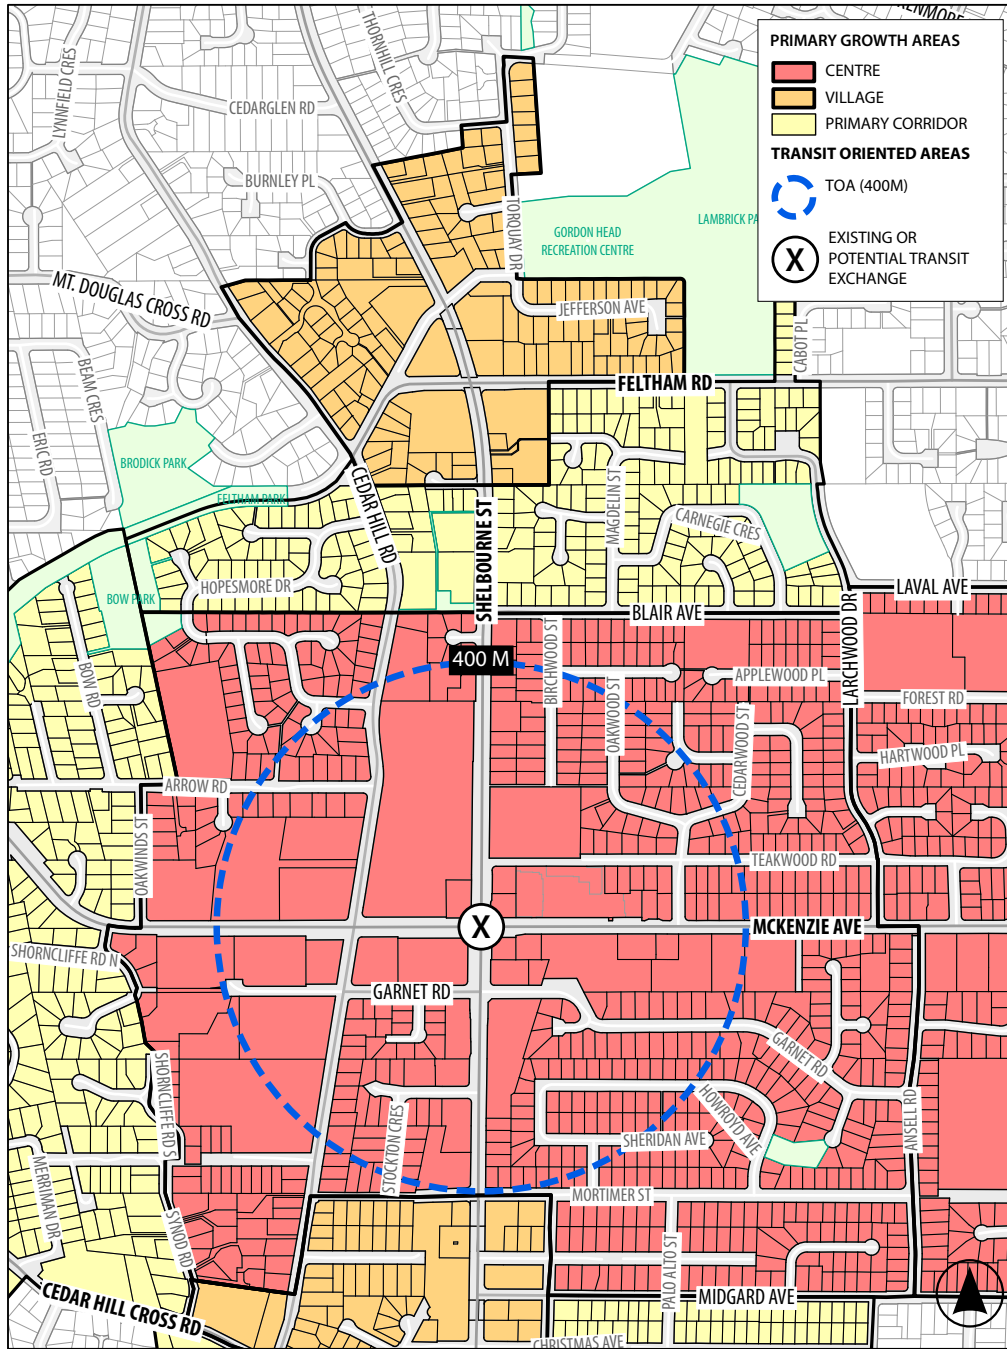 KENMORE
PRIMARY GROWTH AREAS
CENTRE
VILLAGE
PRIMARY CORRIDOR
TRANSIT ORIENTED AREAS
TOA (400M)
X
EXISTING OR
POTENTIAL TRANSIT
EXCHANGE
LYNNFIELD CRES
THORNHILL CRES
CEDARGLEN RD
BURNLEY PL
TORQUAY DR
GORDON HEAD
RECREATION CENTRE
LAMBRICK PA
MT. DOUGLAS CROSS RD
JEFFERSON AVE
CABOT PL
BEAM CRES
ERIC RD
FELTHAM RD
BRODICK PARK
FELTHAM PARK
CEDAR HILL RD
SHELBOURNE ST
MAGDELIN ST
CARNEGIE CRES
HOPESMORE DR
BOW PARK
LAVAL AVE
BLAIR AVE
LARCHWOOD DR
BIRCHWOOD ST
400 M
BOW RD
OAKWOOD ST
APPLEWOOD PL
CEDARWOOD ST
FOREST RD
HARTWOOD PL
ARROW RD
OAKWINDS ST
TEAKWOOD RD
X
MCKENZIE AVE
SHORNCLIFFE RD N
GARNET RD
GARNET RD
SHORNCLIFFE RD S
STOCKTON CRES
HOWROYD AVE
SHERIDAN AVE
ANSELL RD
MERRIMAN DR
MORTIMER ST
SYNOD RD
PALO ALTO ST
CEDAR HILL CROSS RD
MIDGARD AVE
CHRISTMAS AVE